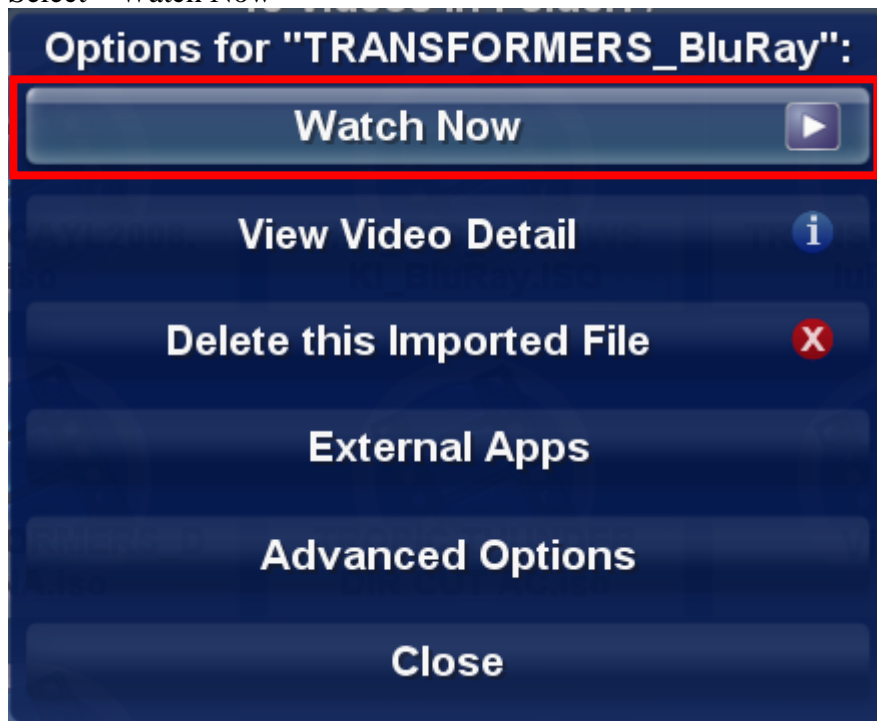 Options for "TRANSFORMERS_BluRay":
Watch Now
View Video Detail
i
Delete this Imported File
X
External Apps
Advanced Options
Close